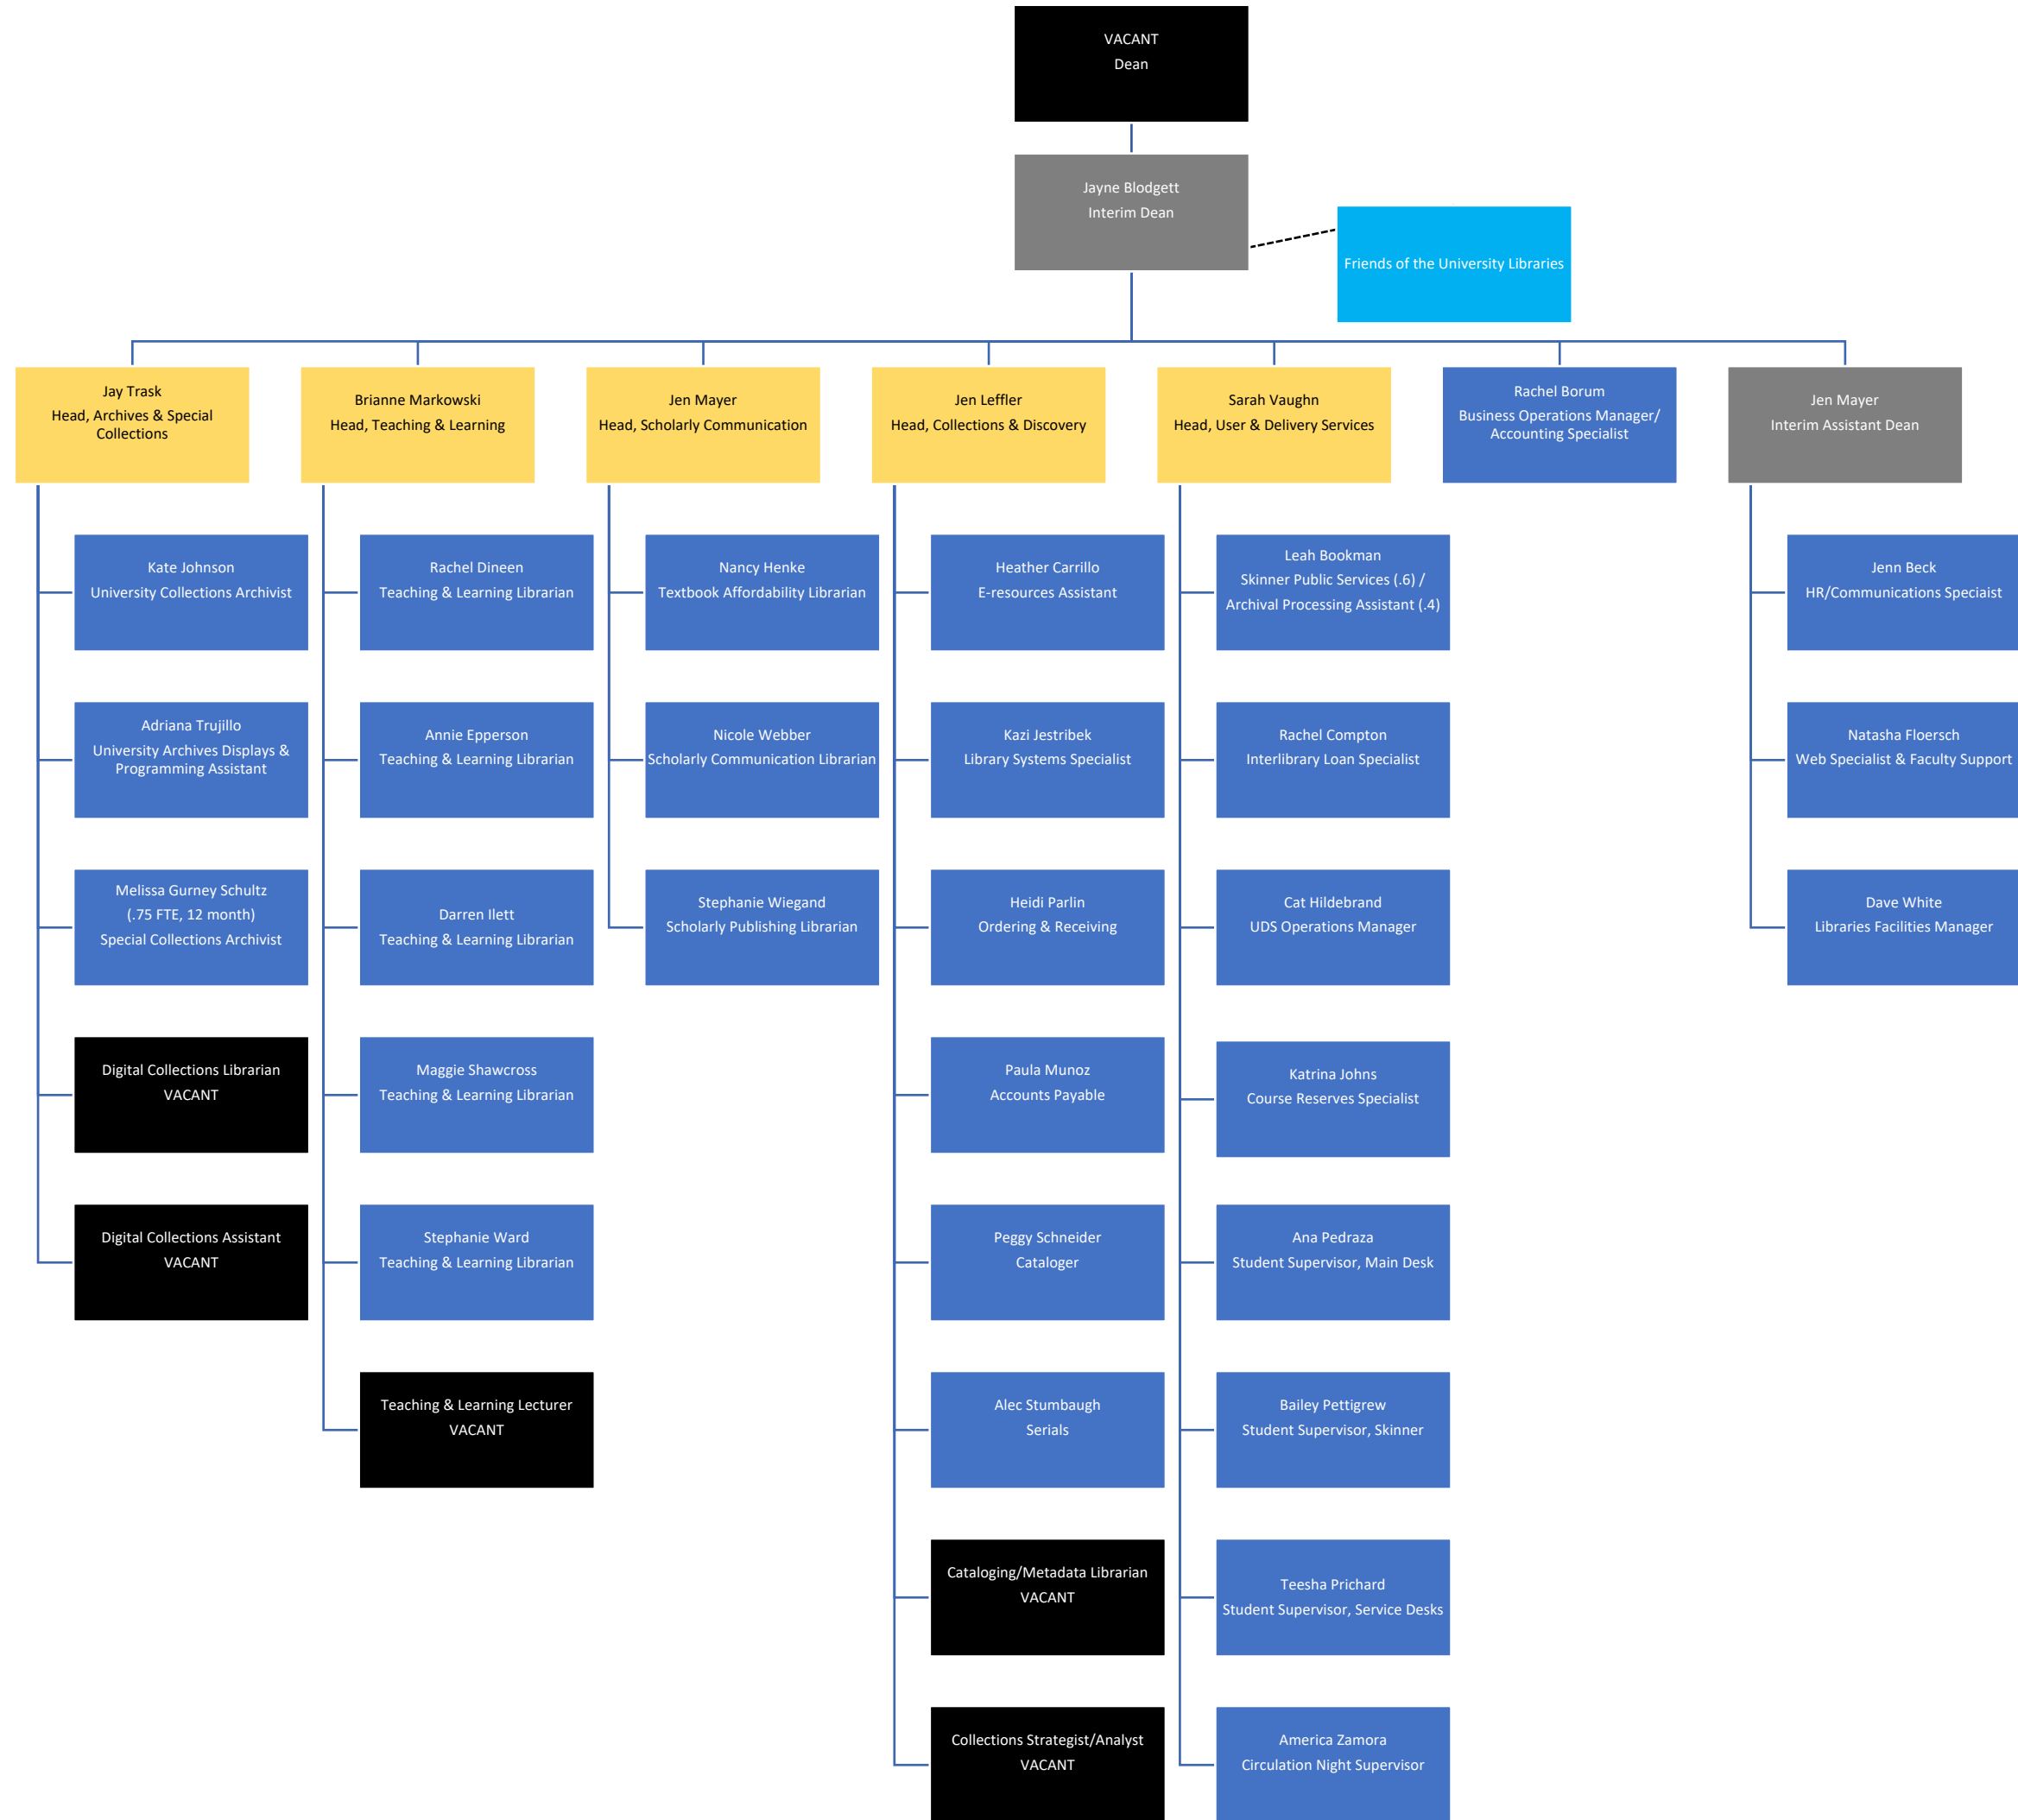 VACANT
Dean
Jayne Blodgett
Interim Dean
Friends of the University Libraries
Jay Trask
Head, Archives & Special
Collections
Brianne Markowski
Head, Teaching & Learning
Jen Mayer
Head, Scholarly Communication
Jen Leffler
Head, Collections & Discovery
Sarah Vaughn
Head, User & Delivery Services
Rachel Borum
Business Operations Manager/
Accounting Specialist
Jen Mayer
Interim Assistant Dean
Kate Johnson
University Collections Archivist
Adriana Trujillo
University Archives Displays &
Programming Assistant
Melissa Gurney Schultz
(.75 FTE, 12 month)
Special Collections Archivist
Digital Collections Librarian
VACANT
Digital Collections Assistant
VACANT
Rachel Dineen
Teaching & Learning Librarian
Annie Epperson
Teaching & Learning Librarian
Darren Ilett
Teaching & Learning Librarian
Maggie Shawcross
Teaching & Learning Librarian
Stephanie Ward
Teaching & Learning Librarian
Teaching & Learning Lecturer
VACANT
Nancy Henke
Textbook Affordability Librarian
Nicole Webber
Scholarly Communication Librarian
Stephanie Wiegand
Scholarly Publishing Librarian
Heather Carrillo
E-resources Assistant
Kazi Jestribek
Library Systems Specialist
Heidi Parlin
Ordering & Receiving
Paula Munoz
Accounts Payable
Peggy Schneider
Cataloger
Alec Stumbaugh
Serials
Cataloging/Metadata Librarian
VACANT
Collections Strategist/Analyst
VACANT
Leah Bookman
Skinner Public Services (.6) /
Archival Processing Assistant (.4)
Rachel Compton
Interlibrary Loan Specialist
Cat Hildebrand
UDS Operations Manager
Katrina Johns
Course Reserves Specialist
Ana Pedraza
Student Supervisor, Main Desk
Bailey Pettigrew
Student Supervisor, Skinner
Teesha Prichard
Student Supervisor, Service Desks
America Zamora
Circulation Night Supervisor
Jenn Beck
HR/Communications Speciaist
Natasha Floersch
Web Specialist & Faculty Support
Dave White
Libraries Facilities Manager